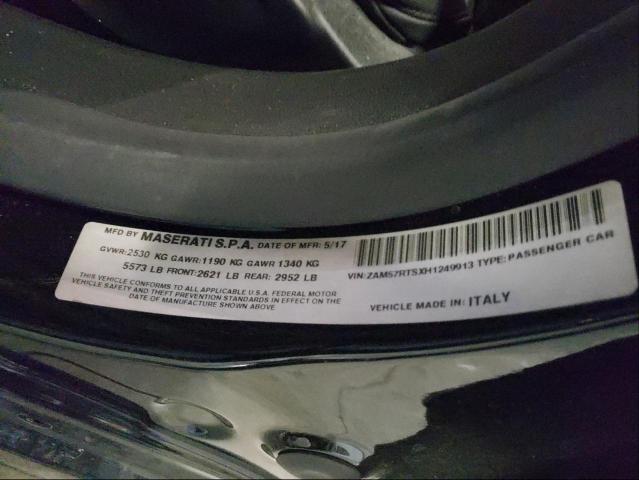 MFD BY MASERATI S.P.A. DATE OF MFR: 5/17
GVWR:2530 KG GAWR:1190 KG GAWR 1340 KG
5573 LB FRONT:2621 LB REAR: 2952 LB
THIS VEHICLE CONFORMS TO ALL APPLICABLE U.S.A. FEDERAL MOTOR
VEHICLE SAFETY AND THEFT PREVENTION STANDARDS IN EFFECT ON THE
DATE OF MANUFACTURE SHOWN ABOVE
VIN:ZAM57RTSXH1249913 TYPE:PASSENGER CAR
VEHICLE MADE IN: ITALY